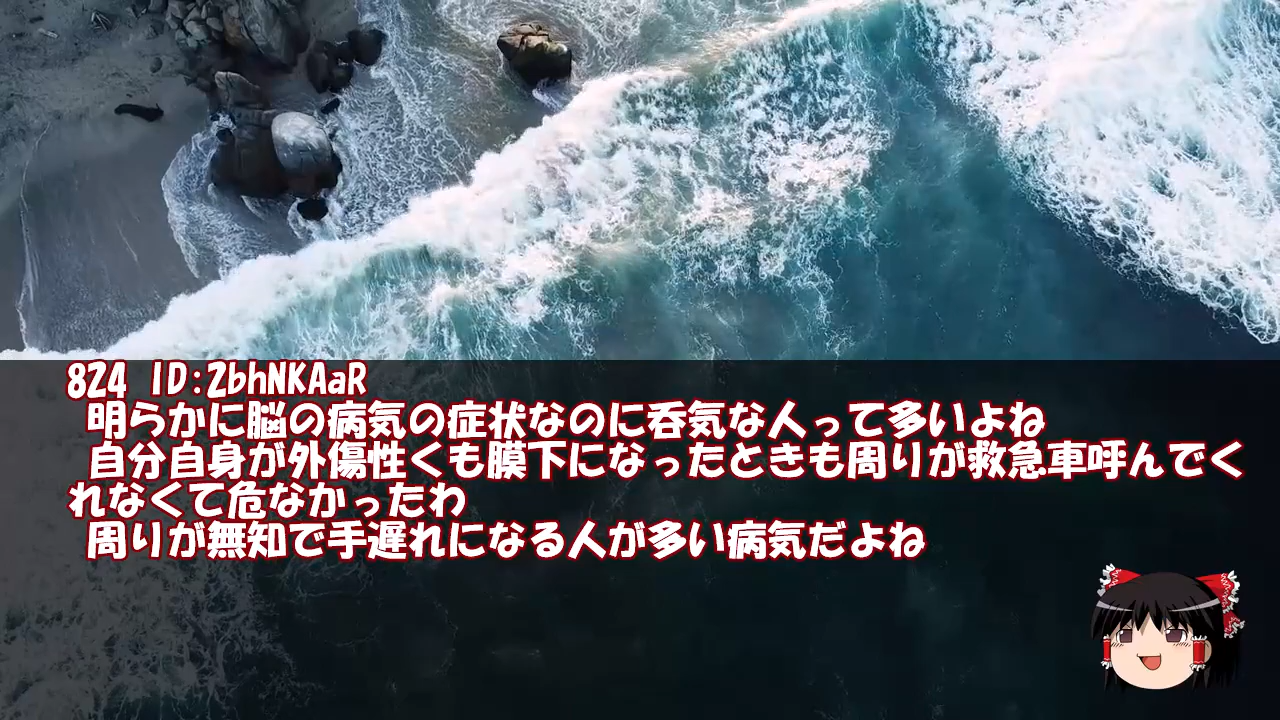 824 ID:2bhNKAaR
明らかに脳の病気の症状なのに呑気な人って多いよね
自分自身が外傷性くも膜下になったときも周りが救急車呼んでく
れなくて危なかったわ
周りが無知で手遅れになる人が多い病気だよね